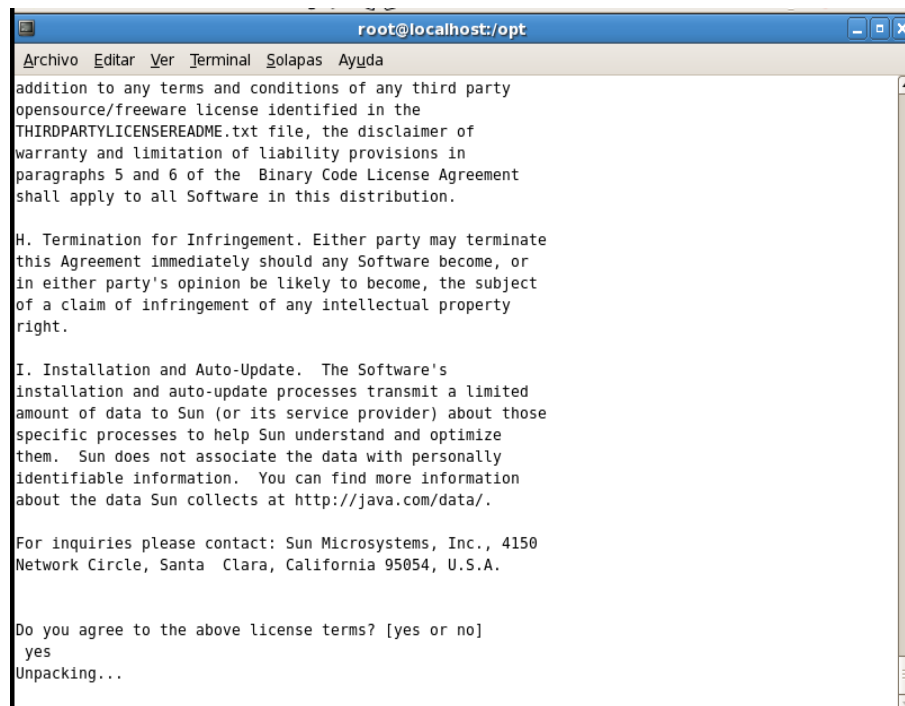 root@localhost:/opt
Archivo Editar Ver Terminal Solapas Ayuda
addition to any terms and conditions of any third party
opensource/freeware license identified in the
THIRDPARTYLICENSEREADME.txt file, the disclaimer of
warranty and limitation of liability provisions in
paragraphs 5 and 6 of the  Binary Code License Agreement
shall apply to all Software in this distribution.

H. Termination for Infringement. Either party may terminate
this Agreement immediately should any Software become, or
in either party's opinion be likely to become, the subject
of a claim of infringement of any intellectual property
right.

I. Installation and Auto-Update.  The Software's
installation and auto-update processes transmit a limited
amount of data to Sun (or its service provider) about those
specific processes to help Sun understand and optimize
them.  Sun does not associate the data with personally
identifiable information.  You can find more information
about the data Sun collects at http://java.com/data/.

For inquiries please contact: Sun Microsystems, Inc., 4150
Network Circle, Santa  Clara, California 95054, U.S.A.

Do you agree to the above license terms? [yes or no]
 yes
Unpacking...